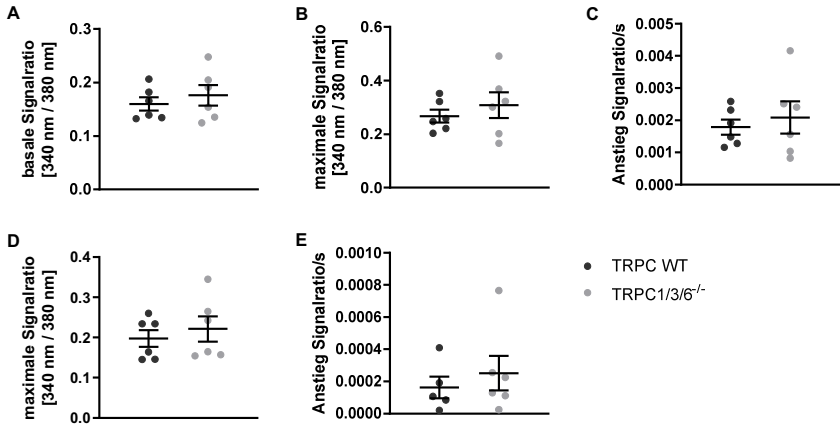 A
basale Signalratio
[340 nm / 380 nm]
0.3
0.2
0.1
0.0
B
maximale Signalratio
[340 nm / 380 nm]
0.6
0.4
0.2
0.0
C
Anstieg Signalratio/s
0.005
0.004
0.003
0.002
0.001
0.000
D
maximale Signalratio
[340 nm / 380 nm]
0.4
0.3
0.2
0.1
0.0
E
Anstieg Signalratio/s
0.0010
0.0008
0.0006
0.0004
0.0002
0.0000
TRPC WT
TRPC1/3/6-/-